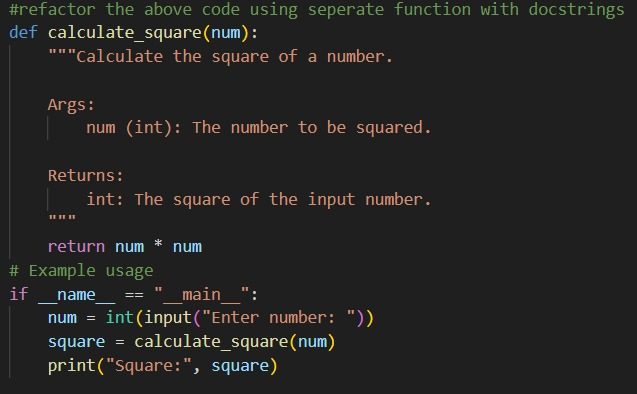 #refactor the above code using seperate function with docstrings
def calculate_square(num):
    """Calculate the square of a number.

    Args:
        num (int): The number to be squared.

    Returns:
        int: The square of the input number.
    """
    return num * num
# Example usage
if __name__ == "__main__":
    num = int(input("Enter number: "))
    square = calculate_square(num)
    print("Square:", square)